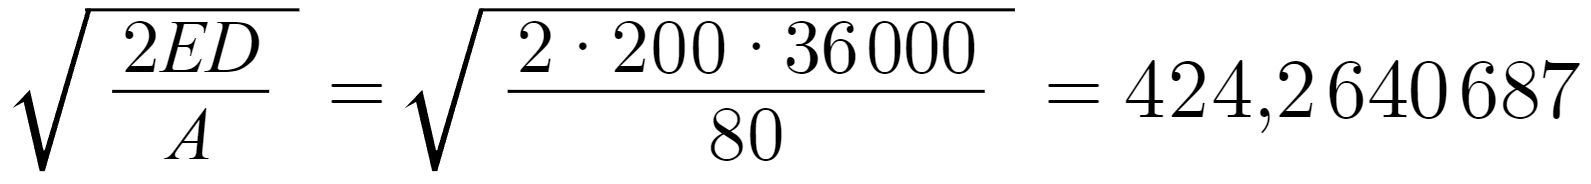 √(2ED/A) = √((2 · 200 · 36 000)/80) = 424,2 640 687